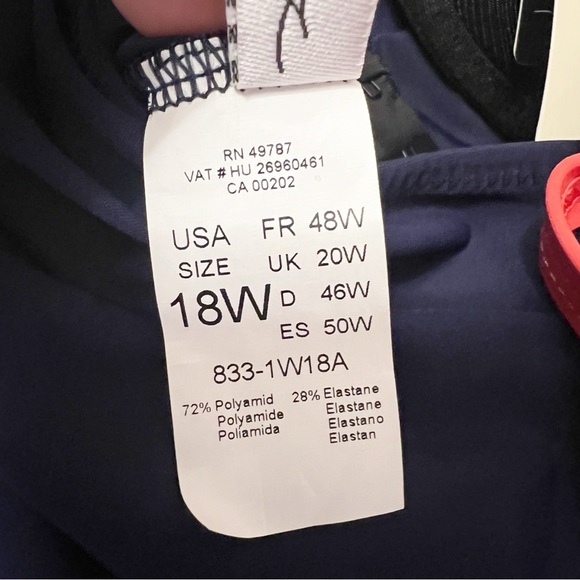 RN 49787
VAT # HU 26960461
CA 00202
USA FR 48W
SIZE UK 20W
18W D 46W
ES 50W
833-1W18A
72% Polyamid 28% Elastane
Polyamide Elastane
Poliamida Elastano
Elastan